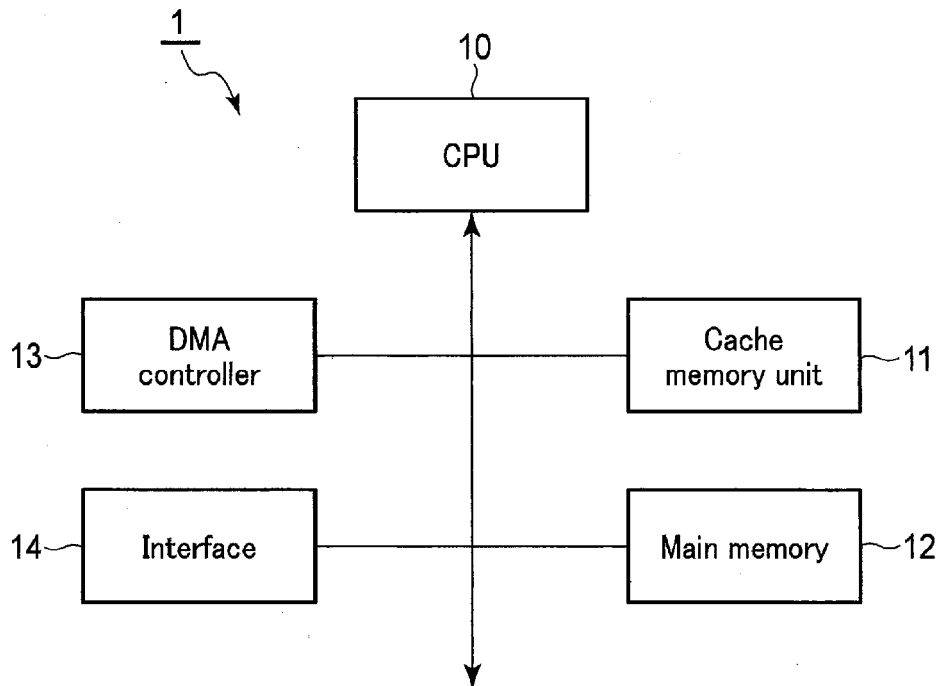 1
10
CPU
13
DMA
controller
Cache
memory unit
11
14
Interface
Main memory
12